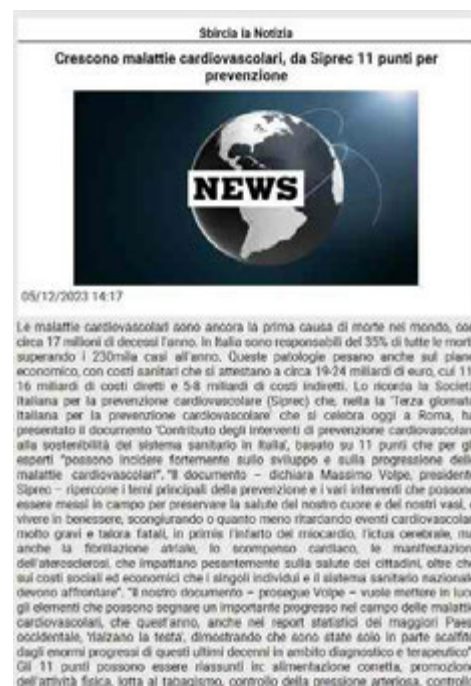 Sbircia la Notizia
Crescono malattie cardiovascolari, da Siprec 11 punti per
prevenzione
NEWS
05/12/2023 14:17
Le malattie cardiovascolari sono ancora la prima causa di morte nel mondo, con
circa 17 milioni di decessi l'anno. In Italia sono responsabili del 35% di tutte le morti
superando i 230mila casi all'anno. Queste patologie pesano anche sul piano
economico, con costi sanitari che si attestano a circa 19-24 miliardi di euro, cui 11
16 miliardi di costi diretti e 5-8 miliardi di costi indiretti. Lo ricorda la Società
italiana per la prevenzione cardiovascolare (Siprec) che, nella 'Terza giornata
italiana per la prevenzione cardiovascolare' che si celebra oggi a Roma, ha
presentato il documento 'Contributo degli interventi di prevenzione cardiovascolare
alla sostenibilità del sistema sanitario in Italia', basato su 11 punti che per gli
esperti "possono incidere fortemente sullo sviluppo e sulla progressione delle
malattie cardiovascolari". "Il documento – dichiara Massimo Volpe, presidente
Siprec – ripercorre i temi principali della prevenzione e i vari interventi che possono
essere messi in campo per preservare la salute del nostro cuore e dei nostri vasi, e
vivere in benessere, scongiurando o quanto meno ritardando eventi cardiovascolari
molto gravi e talora fatali, in primis l'infarto del miocardio, l'ictus cerebrale, ma
anche la fibrillazione atriale, lo scompenso cardiaco, le manifestazioni
dell'aterosclerosi, che impattano pesantemente sulla salute dei cittadini, oltre che
sui costi sociali ed economici che i singoli individui e il sistema sanitario nazionale
devono affrontare". "Il nostro documento – prosegue Volpe – vuole mettere in luce
gli elementi che possono segnare un importante progresso nel campo delle malattie
cardiovascolari, che quest'anno, anche nei report statistici dei maggiori Paesi
occidentale, 'rialzano la testa', dimostrando che sono state solo in parte scalfite
dagli enormi progressi di questi ultimi decenni in ambito diagnostico e terapeutico".
Gli 11 punti possono essere riassunti in: alimentazione corretta, promozione
dell'attività fisica, lotta al tabagismo, controllo della pressione arteriosa, controllo